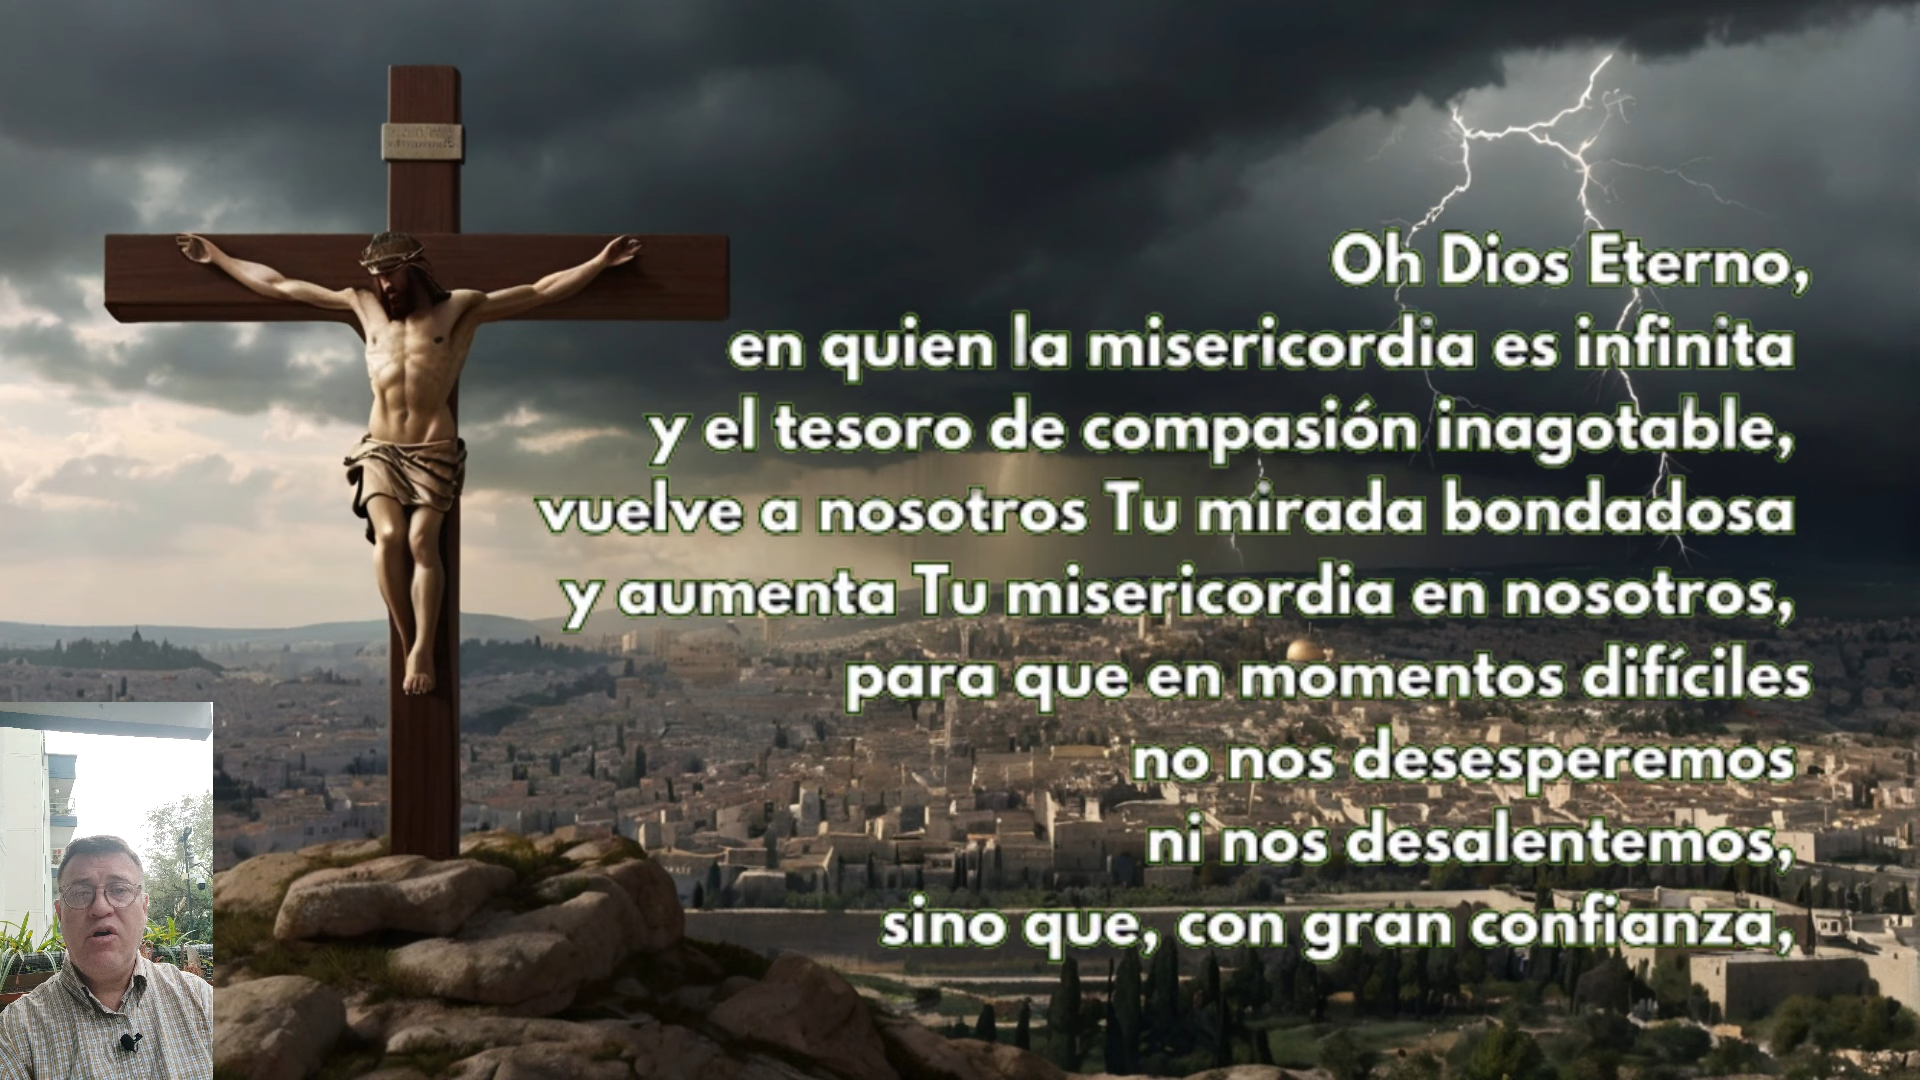 Oh Dios Eterno,
en quien la misericordia es infinita
y el tesoro de compasión inagotable,
vuelve a nosotros Tu mirada bondadosa
y aumenta Tu misericordia en nosotros,
para que en momentos difíciles
no nos desesperemos
ni nos desalentemos,
sino que, con gran confianza,